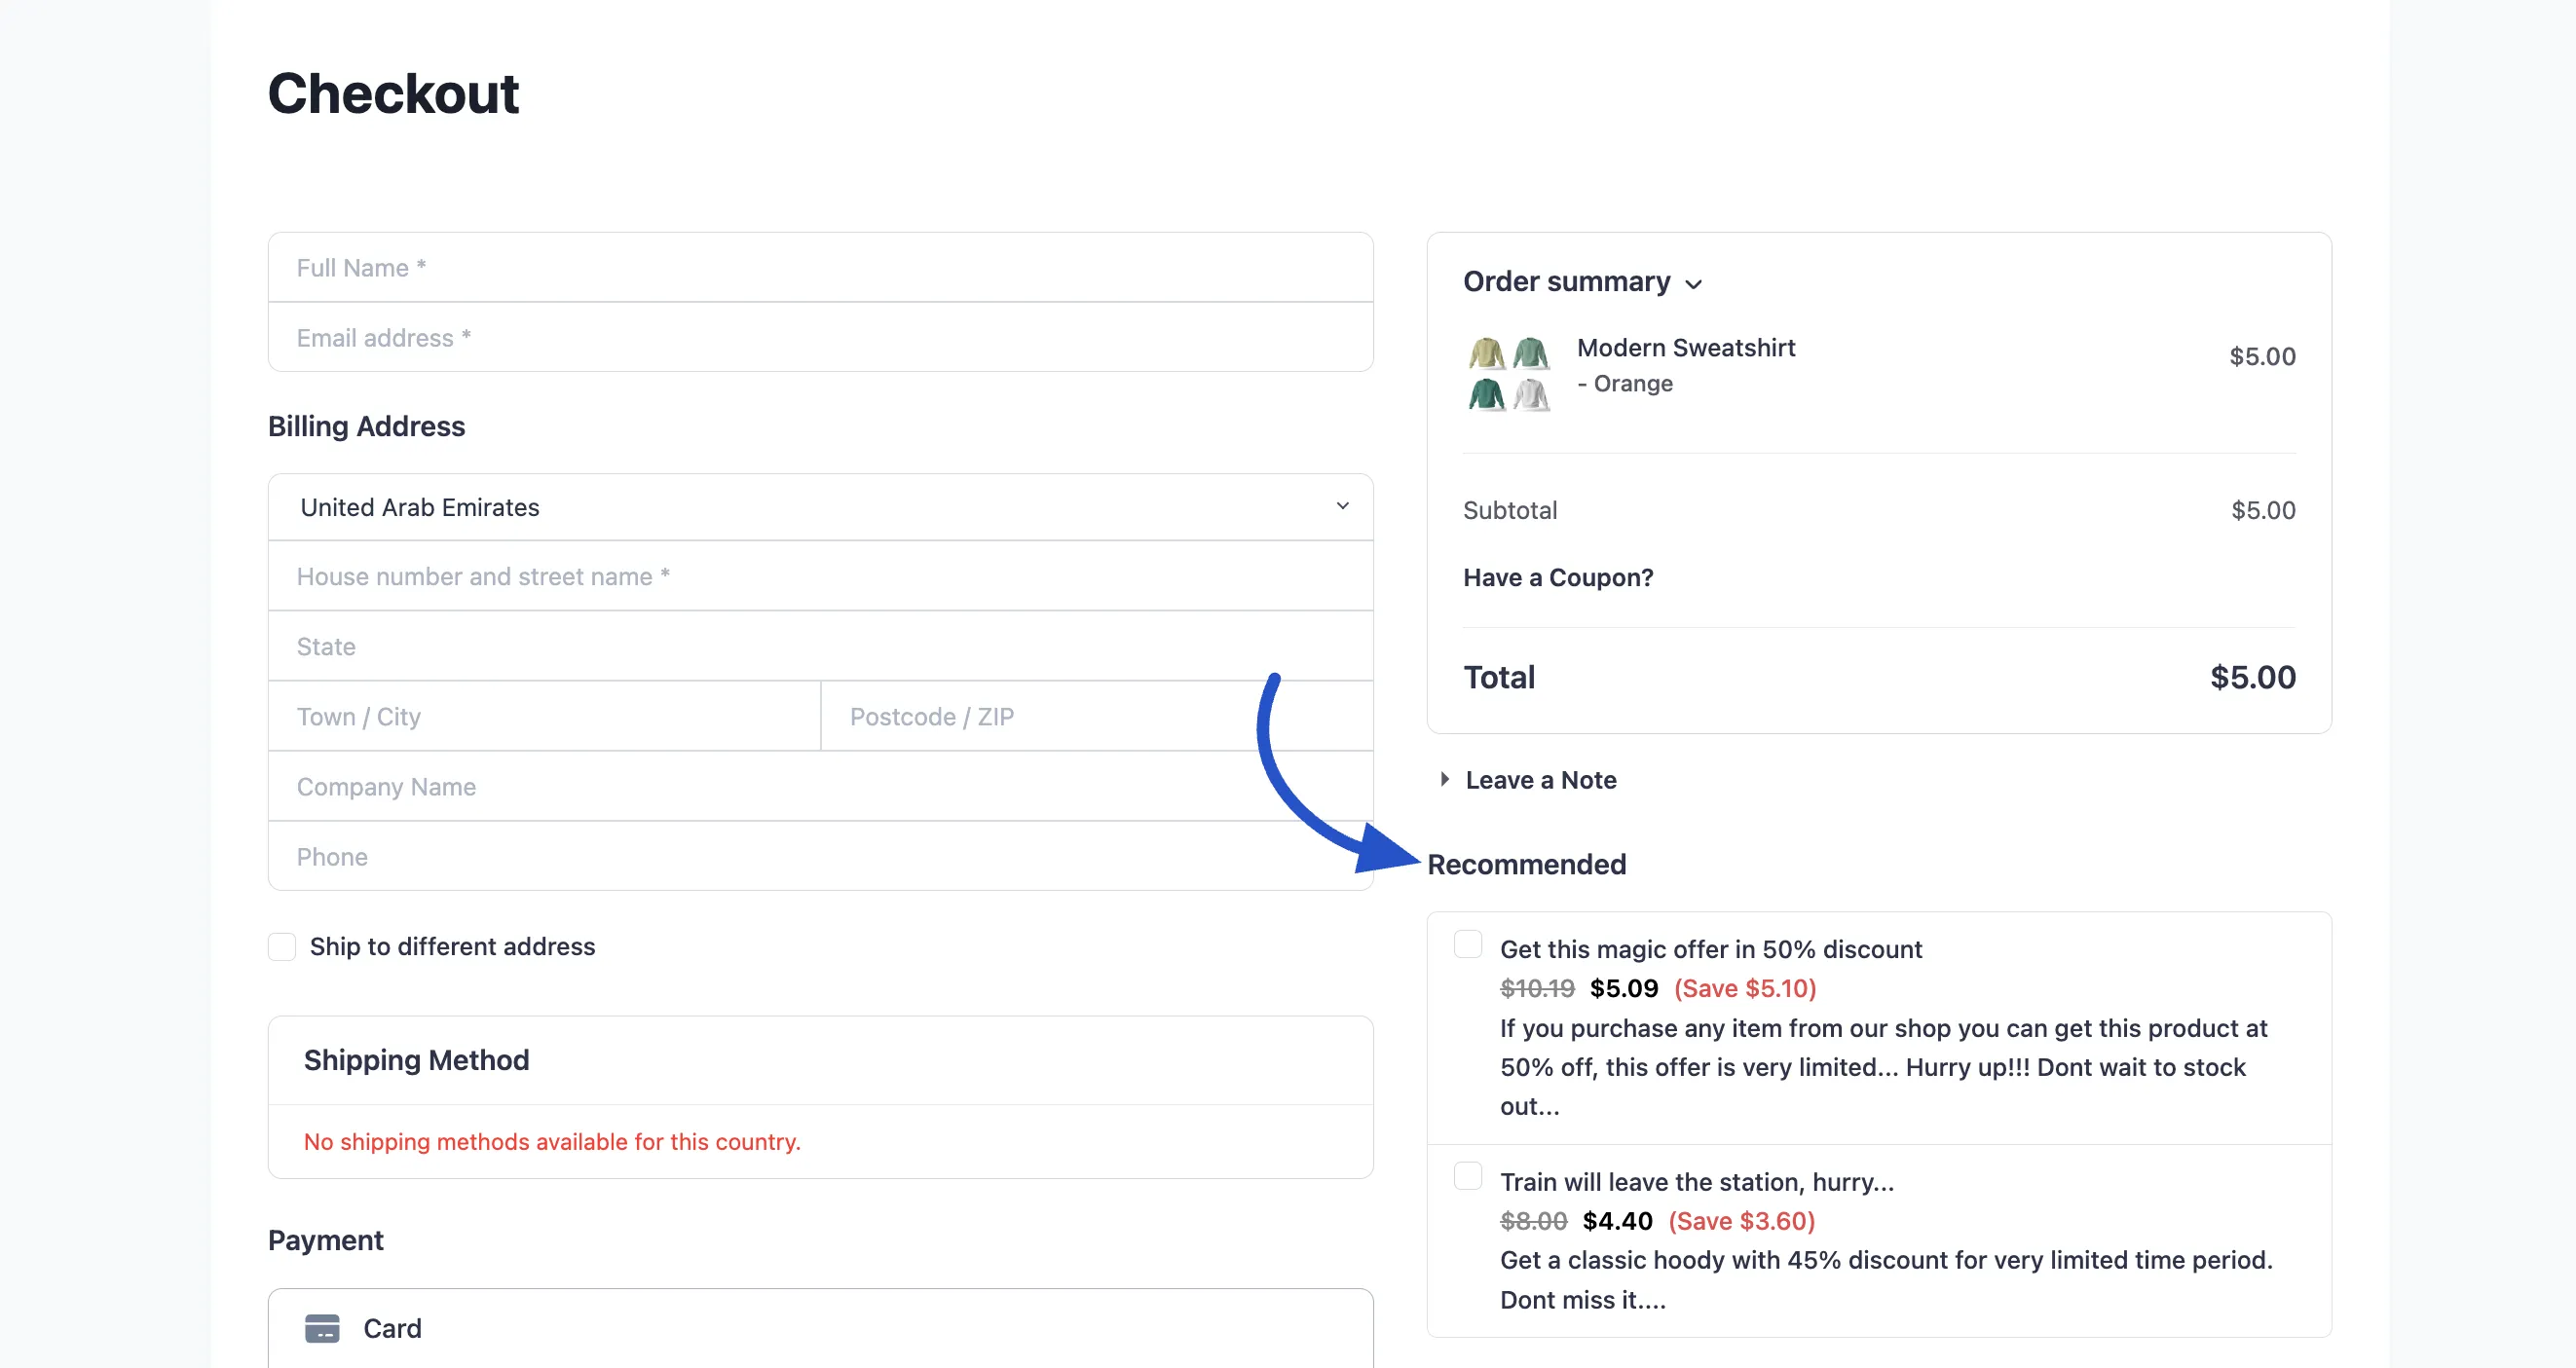 Checkout
Full Name *
Email address *
Billing Address
United Arab Emirates
House number and street name *
State
Town / City
Postcode / ZIP
Company Name
Phone
Ship to different address
Shipping Method
No shipping methods available for this country.
Payment
Card
Order summary
Modern Sweatshirt
$5.00
- Orange
Subtotal
$5.00
Have a Coupon?
Total
$5.00
Leave a Note
Recommended
Get this magic offer in 50% discount
$10.19 $5.09 (Save $5.10)
If you purchase any item from our shop you can get this product at
50% off, this offer is very limited... Hurry up!!! Dont wait to stock
out...
Train will leave the station, hurry...
$8.00 $4.40 (Save $3.60)
Get a classic hoody with 45% discount for very limited time period.
Dont miss it....